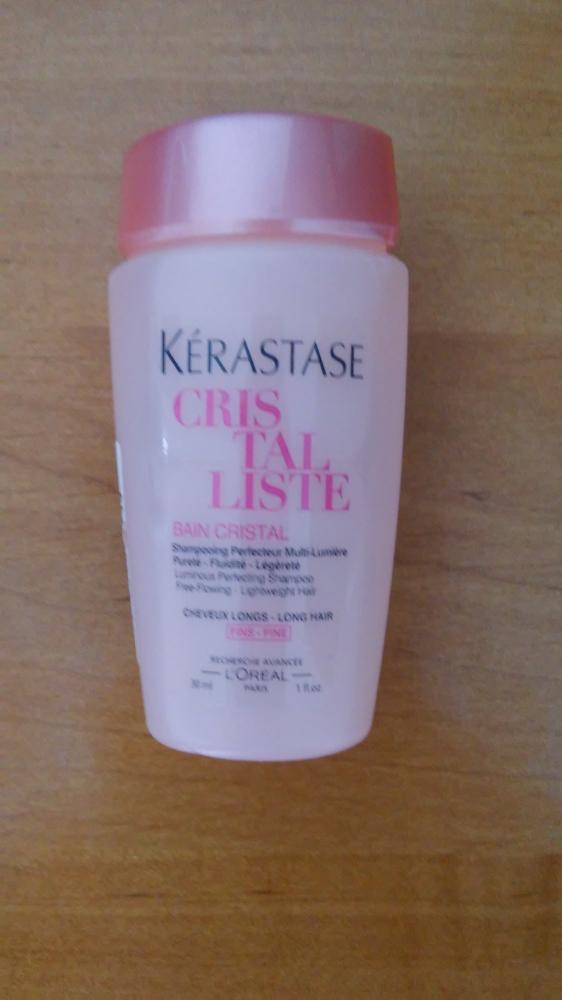 KÉRASTASE
CRIS
TAL
LISTE
BAIN CRISTAL
Shampooing Perfecteur Multi-Lumière
Pureté - Fluidité - Légèreté
Luminous Perfecting Shampoo
Free-Flowing - Lightweight Hair
CHEVEUX LONGS - LONG HAIR
FINS - FINE
RECHERCHE AVANCÉE
L'ORÉAL
30 ml PARIS 1 fl.oz